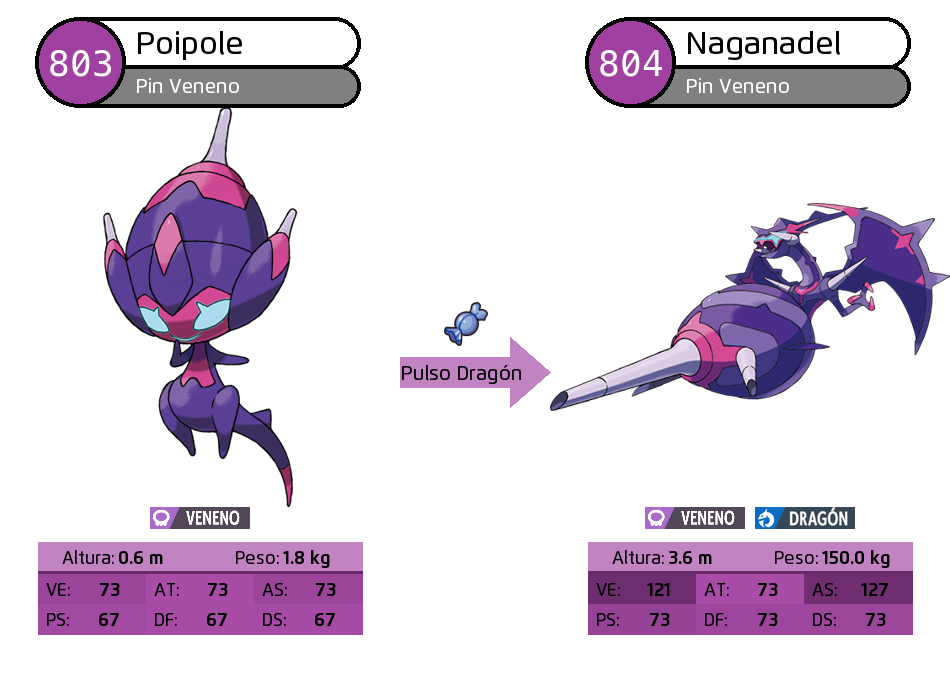 803
Poipole
Pin Veneno
804
Naganadel
Pin Veneno
Pulso Dragón
VENENO
Altura: 0.6 m Peso: 1.8 kg
VE: 73 AT: 73 AS: 73
PS: 67 DF: 67 DS: 67
VENENO DRAGÓN
Altura: 3.6 m Peso: 150.0 kg
VE: 121 AT: 73 AS: 127
PS: 73 DF: 73 DS: 73